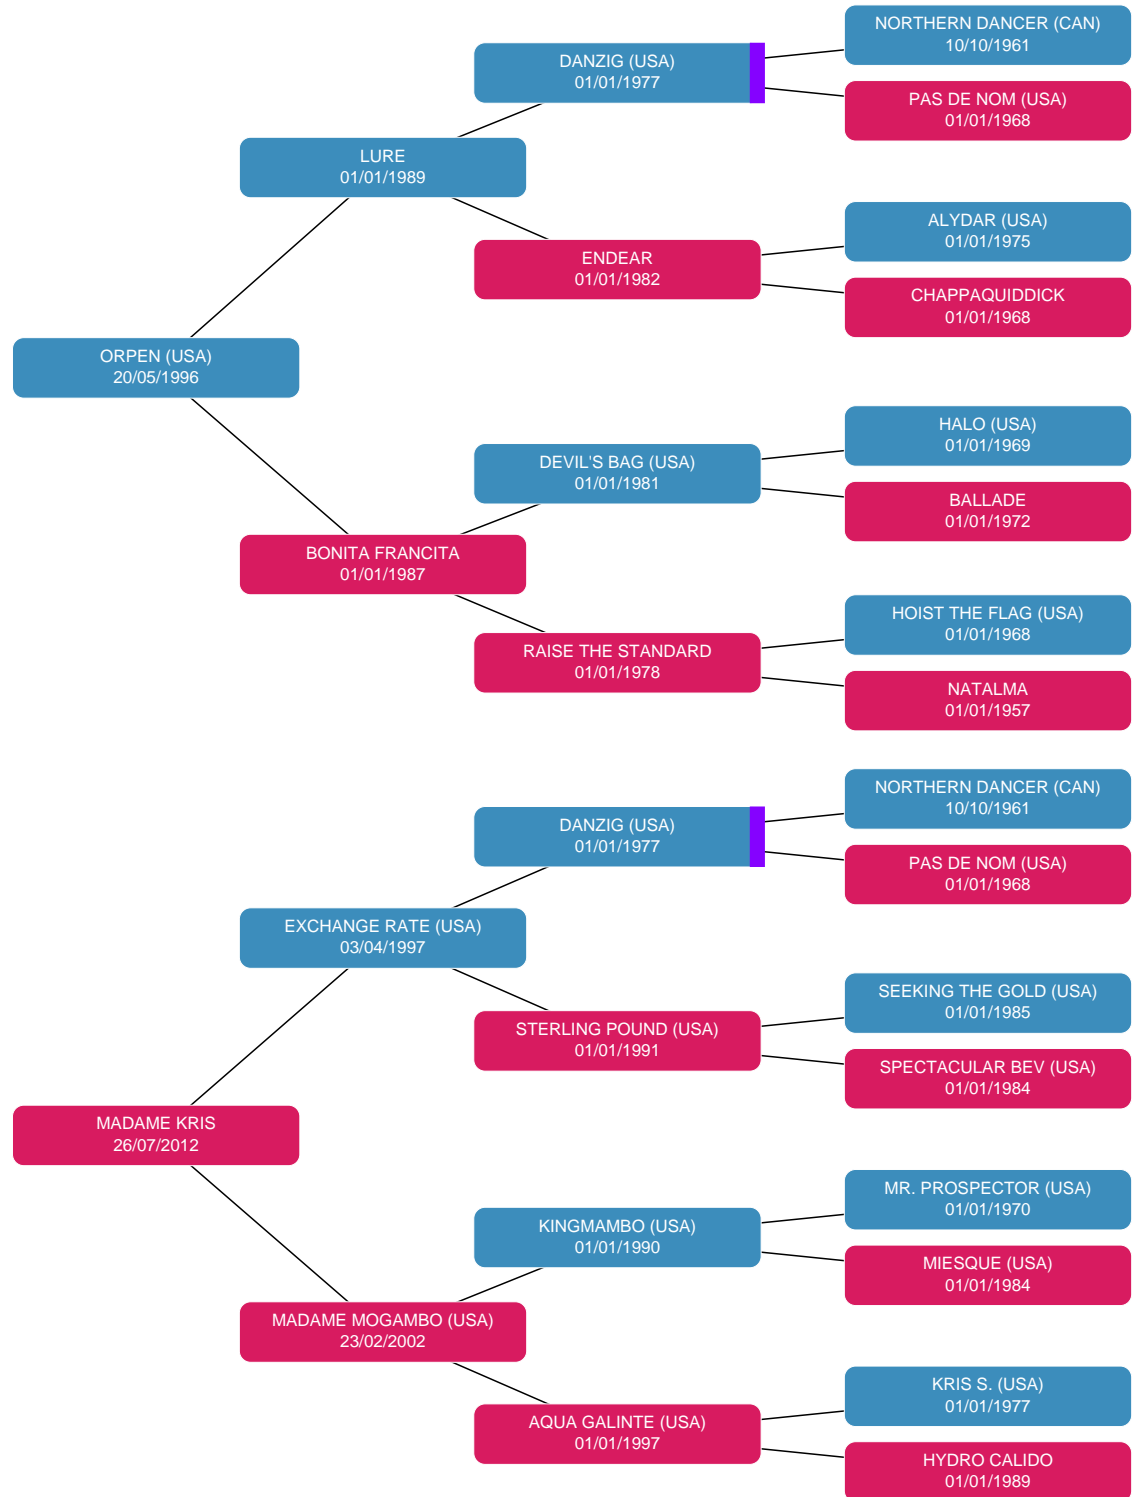 NORTHERN DANCER (CAN)
10/10/1961
DANZIG (USA)
01/01/1977
PAS DE NOM (USA)
01/01/1968
LURE
01/01/1989
ALYDAR (USA)
01/01/1975
ENDEAR
01/01/1982
CHAPPAQUIDDICK
01/01/1968
ORPEN (USA)
20/05/1996
HALO (USA)
01/01/1969
DEVIL'S BAG (USA)
01/01/1981
BALLADE
01/01/1972
BONITA FRANCITA
01/01/1987
HOIST THE FLAG (USA)
01/01/1968
RAISE THE STANDARD
01/01/1978
NATALMA
01/01/1957
NORTHERN DANCER (CAN)
10/10/1961
DANZIG (USA)
01/01/1977
PAS DE NOM (USA)
01/01/1968
EXCHANGE RATE (USA)
03/04/1997
SEEKING THE GOLD (USA)
01/01/1985
STERLING POUND (USA)
01/01/1991
SPECTACULAR BEV (USA)
01/01/1984
MADAME KRIS
26/07/2012
MR. PROSPECTOR (USA)
01/01/1970
KINGMAMBO (USA)
01/01/1990
MIESQUE (USA)
01/01/1984
MADAME MOGAMBO (USA)
23/02/2002
KRIS S. (USA)
01/01/1977
AQUA GALINTE (USA)
01/01/1997
HYDRO CALIDO
01/01/1989